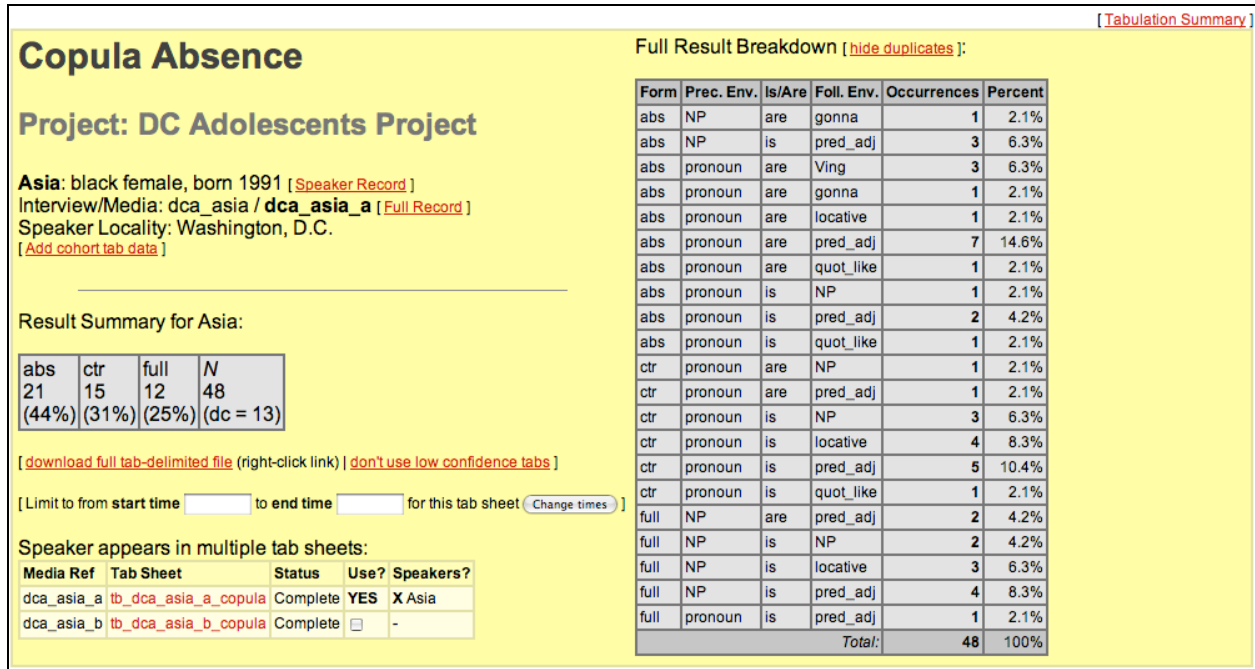 [ Tabulation Summary ]
Copula Absence
Project: DC Adolescents Project
Asia: black female, born 1991 [ Speaker Record ]
Interview/Media: dca_asia / dca_asia_a [ Full Record ]
Speaker Locality: Washington, D.C.
[ Add cohort tab data ]
Result Summary for Asia:
abs ctr full N
21 15 12 48
(44%) (31%) (25%) (dc = 13)
[ download full tab-delimited file (right-click link) | don't use low confidence tabs ]
[ Limit to from start time to end time for this tab sheet Change times ]
Speaker appears in multiple tab sheets:
Media Ref Tab Sheet Status Use? Speakers?
dca_asia_a tb_dca_asia_a_copula Complete YES X Asia
dca_asia_b tb_dca_asia_b_copula Complete -
Full Result Breakdown [ hide duplicates ]:
Form Prec. Env. Is/Are Foll. Env. Occurrences Percent
abs NP are gonna 1 2.1%
abs NP is pred_adj 3 6.3%
abs pronoun are Ving 3 6.3%
abs pronoun are gonna 1 2.1%
abs pronoun are locative 1 2.1%
abs pronoun are pred_adj 7 14.6%
abs pronoun are quot_like 1 2.1%
abs pronoun is NP 1 2.1%
abs pronoun is pred_adj 2 4.2%
abs pronoun is quot_like 1 2.1%
ctr pronoun are NP 1 2.1%
ctr pronoun are pred_adj 1 2.1%
ctr pronoun is NP 3 6.3%
ctr pronoun is locative 4 8.3%
ctr pronoun is pred_adj 5 10.4%
ctr pronoun is quot_like 1 2.1%
full NP are pred_adj 2 4.2%
full NP is NP 2 4.2%
full NP is locative 3 6.3%
full NP is pred_adj 4 8.3%
full pronoun is pred_adj 1 2.1%
Total: 48 100%